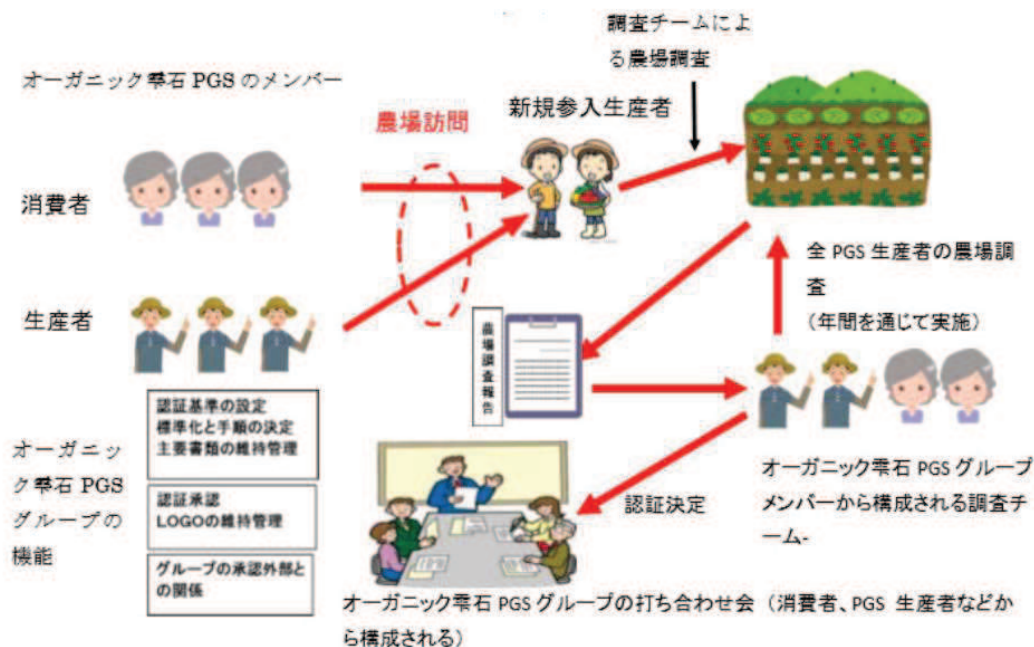 調査チームによ
る農場調査
オーガニック雫石 PGS のメンバー
農場訪問
新規参入生産者
消費者
全 PGS 生産者の農場調
査
（年間を通じて実施）
生産者
農場調査報告
認証基準の設定
標準化と手順の決定
主要書類の維持管理
オーガニッ
ク雫石 PGS
グループの
機能
認証承認
LOGOの維持管理
グループの承認外部と
の関係
認証決定
オーガニック雫石 PGS グループ
メンバーから構成される調査チ
ーム-
オーガニック雫石 PGS グループの打ち合わせ会（消費者、PGS 生産者などか
ら構成される）